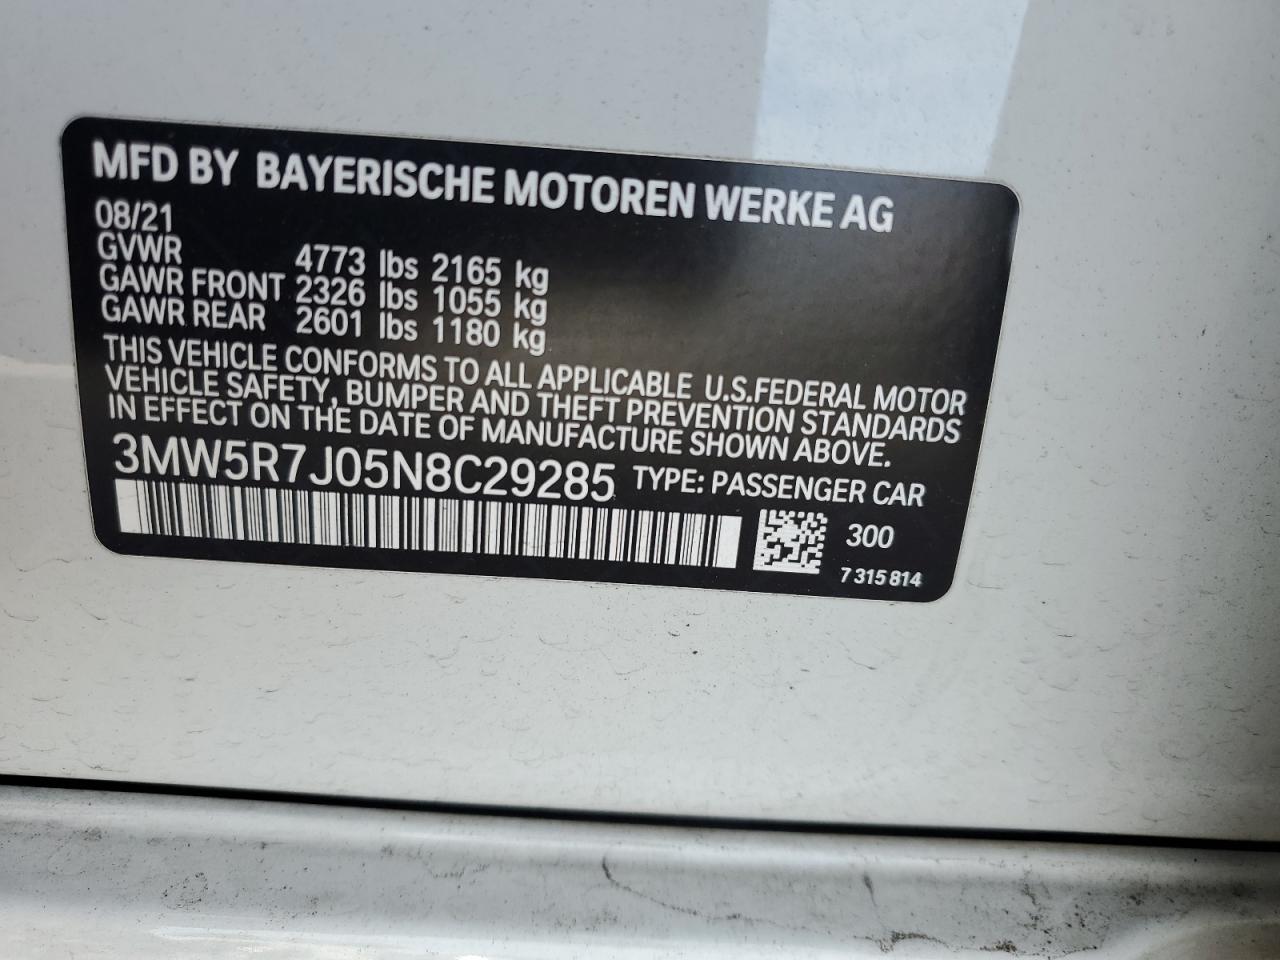 MFD BY BAYERISCHE MOTOREN WERKE AG
08/21
GVWR 4773 lbs 2165 kg
GAWR FRONT 2326 lbs 1055 kg
GAWR REAR 2601 lbs 1180 kg
THIS VEHICLE CONFORMS TO ALL APPLICABLE U.S.FEDERAL MOTOR
VEHICLE SAFETY, BUMPER AND THEFT PREVENTION STANDARDS
IN EFFECT ON THE DATE OF MANUFACTURE SHOWN ABOVE.
3MW5R7J05N8C29285 TYPE: PASSENGER CAR
300
7 315 814